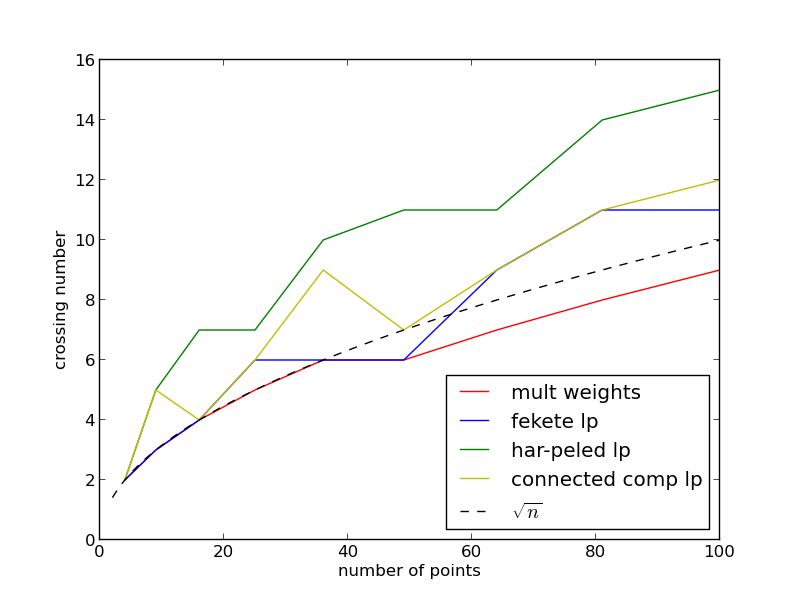 16
14
12
10
8
6
4
2
0
crossing number
0 20 40 60 80 100
number of points
mult weights
fekete lp
har-peled lp
connected comp lp
√n